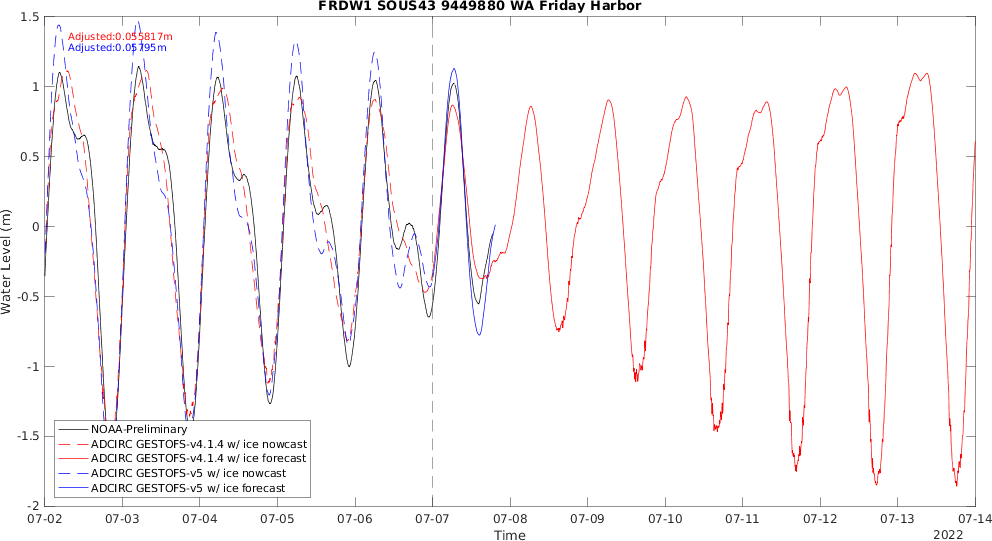 FRDW1 SOUS43 9449880 WA Friday Harbor
Adjusted:0.055817m
Adjusted:0.05795m
Water Level (m)
1.5
1
0.5
0
-0.5
-1
-1.5
-2
NOAA-Preliminary
ADCIRC GESTOFS-v4.1.4 w/ ice nowcast
ADCIRC GESTOFS-v4.1.4 w/ ice forecast
ADCIRC GESTOFS-v5 w/ ice nowcast
ADCIRC GESTOFS-v5 w/ ice forecast
07-02 07-03 07-04 07-05 07-06 07-07 07-08 07-09 07-10 07-11 07-12 07-13 07-14
Time
2022